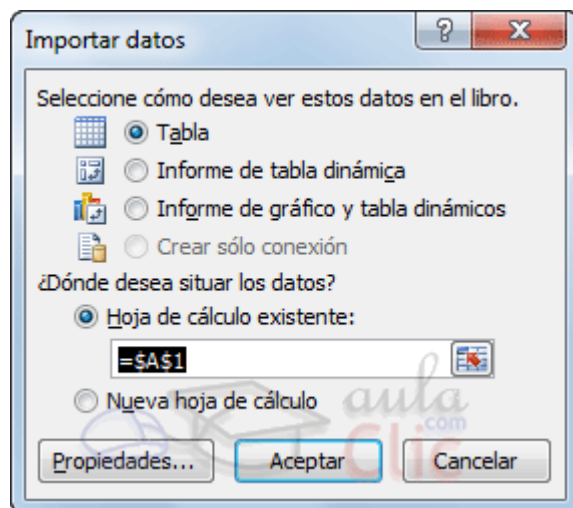 Importar datos
?
Seleccione cómo desea ver estos datos en el libro.
Tabla
Informe de tabla dinámica
Informe de gráfico y tabla dinámicos
Crear sólo conexión
¿Dónde desea situar los datos?
Hoja de cálculo existente:
=$A$1
Nueva hoja de cálculo
aula
.com
Clic
Propiedades... Aceptar Cancelar